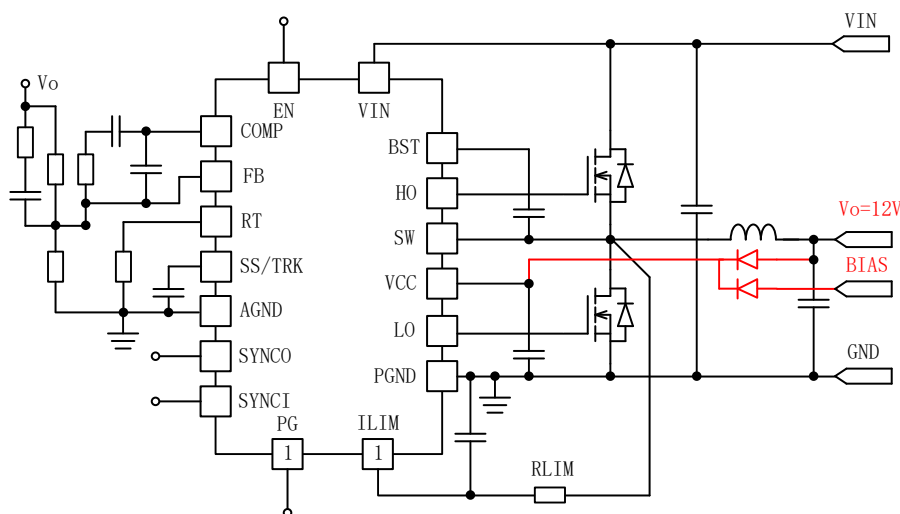 VIN
Vo
EN
VIN
COMP
BST
FB
HO
RT
SW
Vo=12V
SS/TRK
VCC
BIAS
AGND
LO
SYNCO
PGND
GND
SYNCI
PG
ILIM
1
1
RLIM